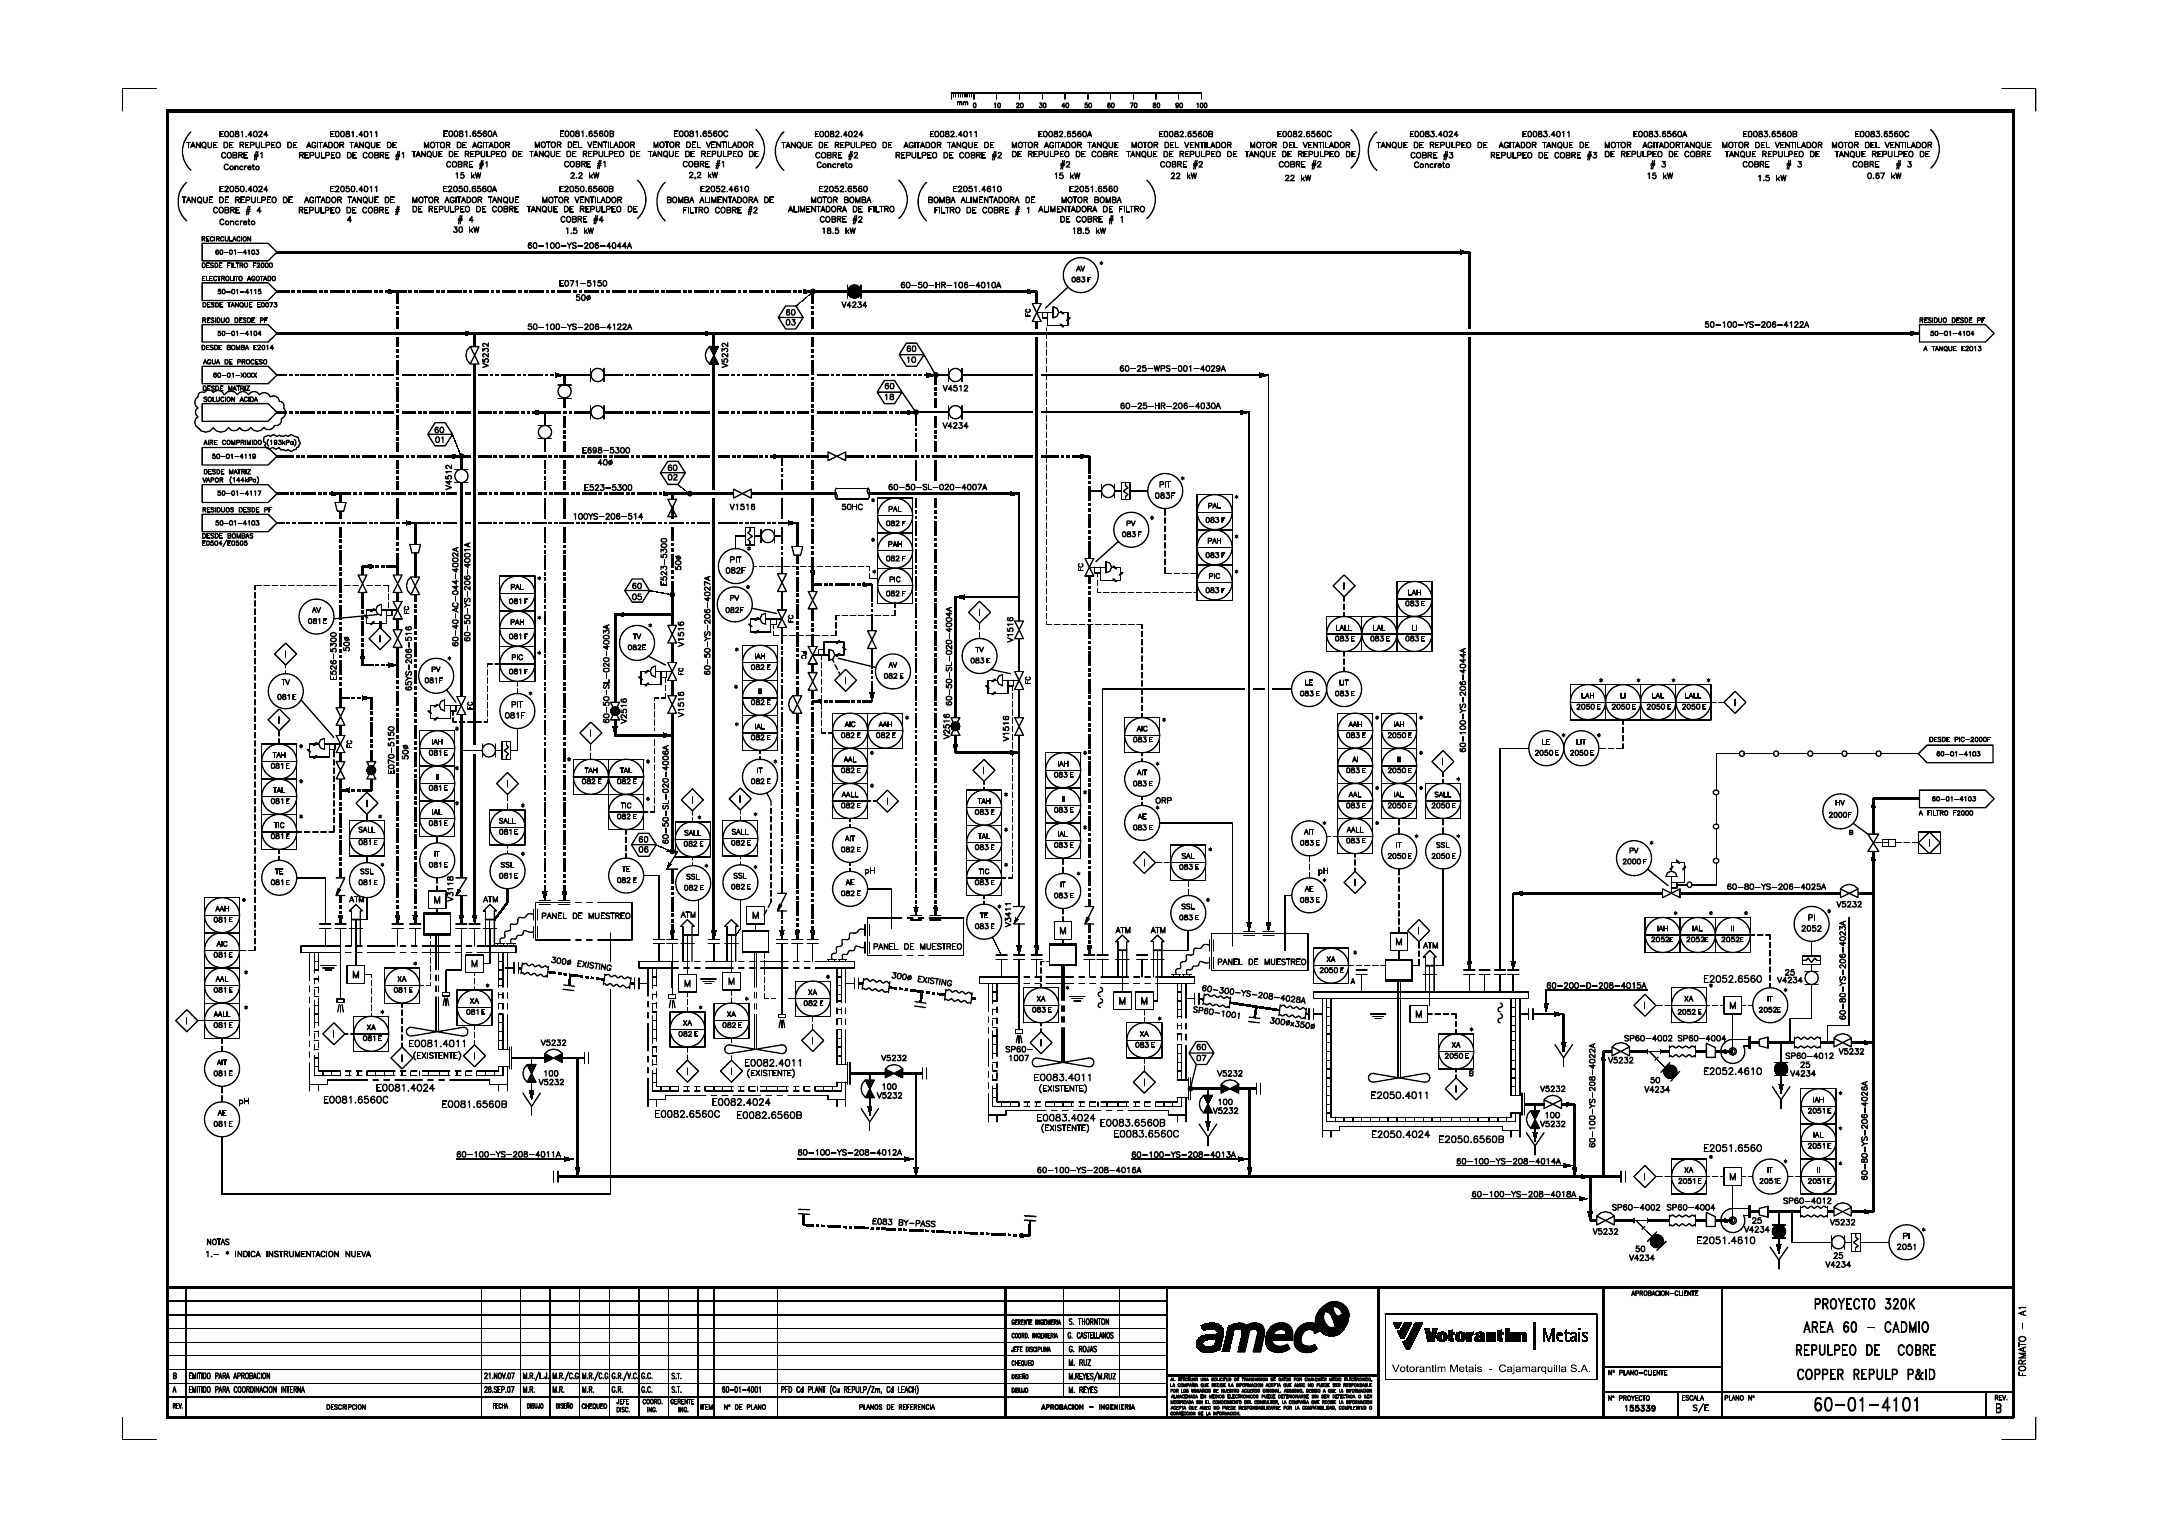 mm 0 10 20 30 40 50 60 70 80 90 100
E0081.4024
TANQUE DE REPULPEO DE
COBRE #1
Concreto
E0081.4011
AGITADOR TANQUE DE
REPULPEO DE COBRE #1
E0081.6560A
MOTOR DE AGITADOR
TANQUE DE REPULPEO DE
COBRE #1
15 kW
E0081.6560B
MOTOR DEL VENTILADOR
TANQUE DE REPULPEO DE
COBRE #1
2.2 kW
E0081.6560C
MOTOR DEL VENTILADOR
TANQUE DE REPULPEO DE
COBRE #1
2,2 kW
E0082.4024
TANQUE DE REPULPEO DE
COBRE #2
Concreto
E0082.4011
AGITADOR TANQUE DE
REPULPEO DE COBRE #2
E0082.6560A
MOTOR AGITADOR
TANQUE DE REPULPEO DE COBRE
#2
15 kW
E0082.6560B
MOTOR DEL VENTILADOR
TANQUE DE REPULPEO DE
COBRE #2
22 kW
E0082.6560C
MOTOR DEL VENTILADOR
TANQUE DE REPULPEO DE
COBRE #2
22 kW
E0083.4024
TANQUE DE REPULPEO DE
COBRE #3
Concreto
E0083.4011
AGITADOR TANQUE DE
REPULPEO DE COBRE #3
E0083.6560A
MOTOR AGITADORTANQUE
DE REPULPEO DE COBRE
# 3
15 kW
E0083.6560B
MOTOR DEL VENTILADOR
TANQUE REPULPEO DE
COBRE # 3
1.5 kW
E0083.6560C
MOTOR DEL VENTILADOR
TANQUE REPULPEO DE
COBRE # 3
0.67 kW
E2050.4024
TANQUE DE REPULPEO DE
COBRE # 4
Concreto
E2050.4011
AGITADOR TANQUE DE
REPULPEO DE COBRE #
4
E2050.6560A
MOTOR AGITADOR TANQUE
DE REPULPEO DE COBRE
# 4
30 kW
E2050.6560B
MOTOR VENTILADOR
TANQUE DE REPULPEO DE
COBRE #4
1.5 kW
E2052.4610
BOMBA ALIMENTADORA DE
FILTRO COBRE #2
E2052.6560
MOTOR BOMBA
ALIMENTADORA DE FILTRO
COBRE #2
18.5 kW
E2051.4610
BOMBA ALIMENTADORA DE
FILTRO DE COBRE # 1
E2051.6560
MOTOR BOMBA
ALIMENTADORA DE FILTRO
DE COBRE # 1
18.5 kW
RECIRCULACION
60-01-4103
DESDE FILTRO F2000
60-100-YS-206-4044A
ELECTROLITO AGOTADO
50-01-4115
DESDE TANQUE E0073
E071-5150
50ø
60
03
V4234
60-50-HR-106-4010A
AV
083F
*
FC
RESIDUO DESDE PF
50-01-4104
DESDE BOMBA E2014
50-100-YS-206-4122A
50-100-YS-206-4122A
RESIDUO DESDE PF
50-01-4104
A TANQUE E2013
V5232
V5232
AGUA DE PROCESO
60-01-XXXX
DESDE MATRIZ
60
10
V4512
60-25-WPS-001-4029A
SOLUCION ACIDA
60
18
V4234
60-25-HR-206-4030A
AIRE COMPRIMIDO (193kPa)
50-01-4119
DESDE MATRIZ
60
01
V4512
E698-5300
40ø
VAPOR (144kPa)
50-01-4117
E523-5300
60
02
V1516
50HC
60-50-SL-020-4007A
RESIDUOS DESDE PF
50-01-4103
DESDE BOMBAS
E0504/E0505
100YS-206-514
AV
081E
E526-5300
50ø
65YS-206-516
E070-5150
50ø
60-40-AC-044-4002A
60-50-YS-206-4001A
PAL
081F
PAH
081F
PIC
081F
PIT
081F
PV
081F
FC
TV
081E
TAH
081E
TAL
081E
TIC
081E
TE
081E
SALL
081E
SSL
081E
IAH
081E
II
081E
IAL
081E
IT
081E
SALL
081E
SSL
081E
V3118
ATM
M
ATM
AAH
081E
AIC
081E
AAL
081E
AALL
081E
AIT
081E
AE
081E
pH
XA
081E
XA
081E
XA
081E
E0081.4011
(EXISTENTE)
E0081.4024
E0081.6560C
E0081.6560B
PANEL DE MUESTREO
300ø EXISTING
V5232
100
V5232
60-100-YS-208-4011A
60
05
E523-5300
50ø
60-50-SL-020-4003A
60-50-SL-020-4006A
TV
082E
V1516
V1516
V2516
FC
60-50-YS-206-4027A
PIT
082F
PV
082F
PAL
082F
PAH
082F
PIC
082F
AV
082E
IAH
082E
II
082E
IAL
082E
IT
082E
TAH
082E
TAL
082E
TIC
082E
TE
082E
60
06
SALL
082E
SSL
082E
SALL
082E
SSL
082E
AIC
082E
AAH
082E
AAL
082E
AALL
082E
AIT
082E
pH
AE
082E
ATM
M
XA
082E
XA
082E
XA
082E
E0082.4011
(EXISTENTE)
E0082.4024
E0082.6560C
E0082.6560B
PANEL DE MUESTREO
300ø EXISTING
V5232
100
V5232
60-100-YS-208-4012A
PIT
083F
PV
083F
PAL
083F
PAH
083F
PIC
083F
FC
60-50-SL-020-4004A
V1516
V1516
V2516
TV
083E
FC
TAH
083E
TAL
083E
TIC
083E
TE
083E
V3411
IAH
083E
II
083E
IAL
083E
IT
083E
AIC
083E
AIT
083E
ORP
AE
083E
SAL
083E
SSL
083E
ATM
ATM
M
XA
083E
XA
083E
SP60-
1007
E0083.4011
(EXISTENTE)
E0083.4024
(EXISTENTE)
E0083.6560B
E0083.6560C
PANEL DE MUESTREO
60-300-YS-208-4028A
SP60-1001
300øx350ø
60
07
V5232
100
V5232
60-100-YS-208-4013A
LAH
083E
LALL
083E
LAL
083E
LI
083E
LE
083E
LIT
083E
60-100-YS-206-4044A
AAH
083E
AI
083E
AAL
083E
AALL
083E
AIT
083E
pH
AE
083E
IAH
2050E
II
2050E
IAL
2050E
IT
2050E
SALL
2050E
SSL
2050E
LAH
2050E
LI
2050E
LAL
2050E
LALL
2050E
LE
2050E
LIT
2050E
XA
2050E
A
ATM
M
XA
2050E
B
E2050.4011
E2050.4024
E2050.6560B
60-200-D-208-4015A
V5232
100
V5232
60-100-YS-208-4014A
60-100-YS-208-4016A
60-100-YS-208-4018A
60-100-YS-208-4022A
DESDE PIC-2000F
60-01-4103
60-01-4103
A FILTRO F2000
HV
2000F
B
PV
2000F
60-80-YS-206-4025A
V5232
IAH
2052E
IAL
2052E
II
2052E
PI
2052
25
V4234
60-80-YS-206-4023A
E2052.6560
XA
2052E
M
IT
2052E
SP60-4002
SP60-4004
SP60-4012
V5232
V5232
50
V4234
E2052.4610
25
V4234
60-80-YS-206-4026A
IAH
2051E
IAL
2051E
II
2051E
E2051.6560
XA
2051E
M
IT
2051E
SP60-4002
SP60-4004
SP60-4012
V5232
V5232
50
V4234
E2051.4610
25
V4234
25
V4234
PI
2051
E083 BY-PASS
NOTAS
1.- * INDICA INSTRUMENTACION NUEVA
B EMITIDO PARA APROBACION 21.NOV.07 M.R./L.J. M.R./C.G M.R./C.G G.R./V.C. G.C. S.T.
A EMITIDO PARA COORDINACION INTERNA 28.SEP.07 M.R. M.R. M.R. G.R. G.C. S.T. 60-01-4001 PFD Cd PLANT (Cu REPULP/Zm, Cd LEACH)
REV. DESCRIPCION FECHA DIBUJO DISEÑO CHEQUEO JEFE DISC. COORD. ING. GERENTE ING. ITEM N° DE PLANO PLANOS DE REFERENCIA
GERENTE INGENIERIA S. THORNTON
COORD. INGENIERIA G. CASTELLANOS
JEFE DISCIPLINA G. ROJAS
CHEQUEO M. RUZ
DISEÑO M.REYES/M.RUZ
DIBUJO M. REYES
APROBACION - INGENIERIA
amec
Votorantim | Metais
Votorantim Metais - Cajamarquilla S.A.
APROBACION-CLIENTE
N° PLANO-CLIENTE
N° PROYECTO
155339
ESCALA
S/E
PROYECTO 320K
AREA 60 - CADMIO
REPULPEO DE COBRE
COPPER REPULP P&ID
PLANO N°
60-01-4101
REV.
B
FORMATO - A1